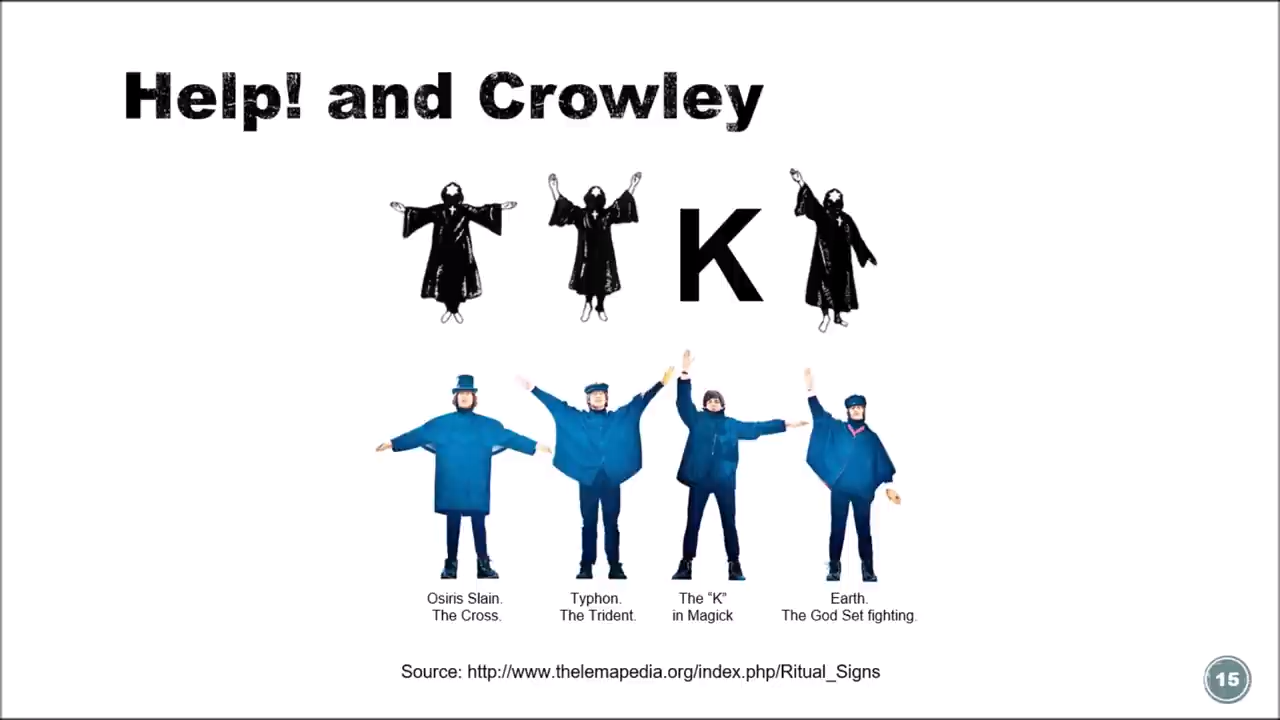 Help! and Crowley
K
Osiris Slain.
The Cross.
Typhon.
The Trident.
The “K”
in Magick
Earth.
The God Set fighting.
Source: http://www.thelemapedia.org/index.php/Ritual_Signs
15